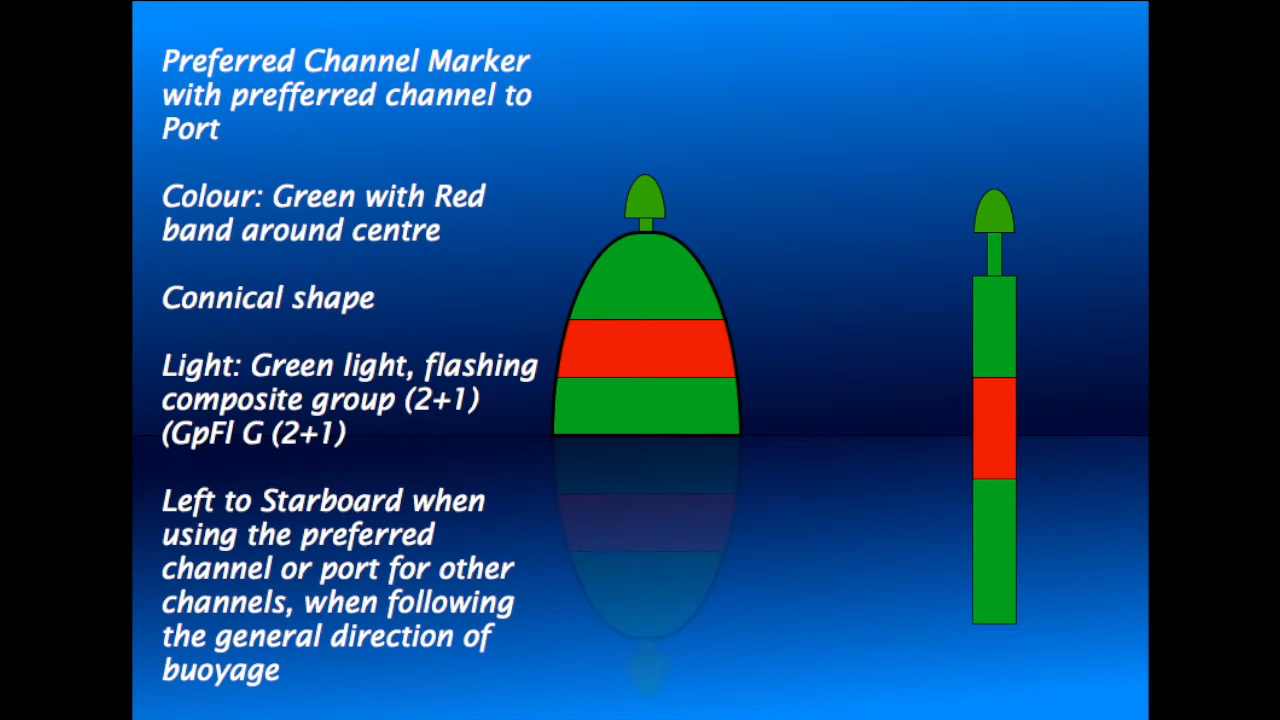 Preferred Channel Marker
with prefferred channel to
Port
Colour: Green with Red
band around centre
Connical shape
Light: Green light, flashing
composite group (2+1)
(GpFl G (2+1)
Left to Starboard when
using the preferred
channel or port for other
channels, when following
the general direction of
buoyage